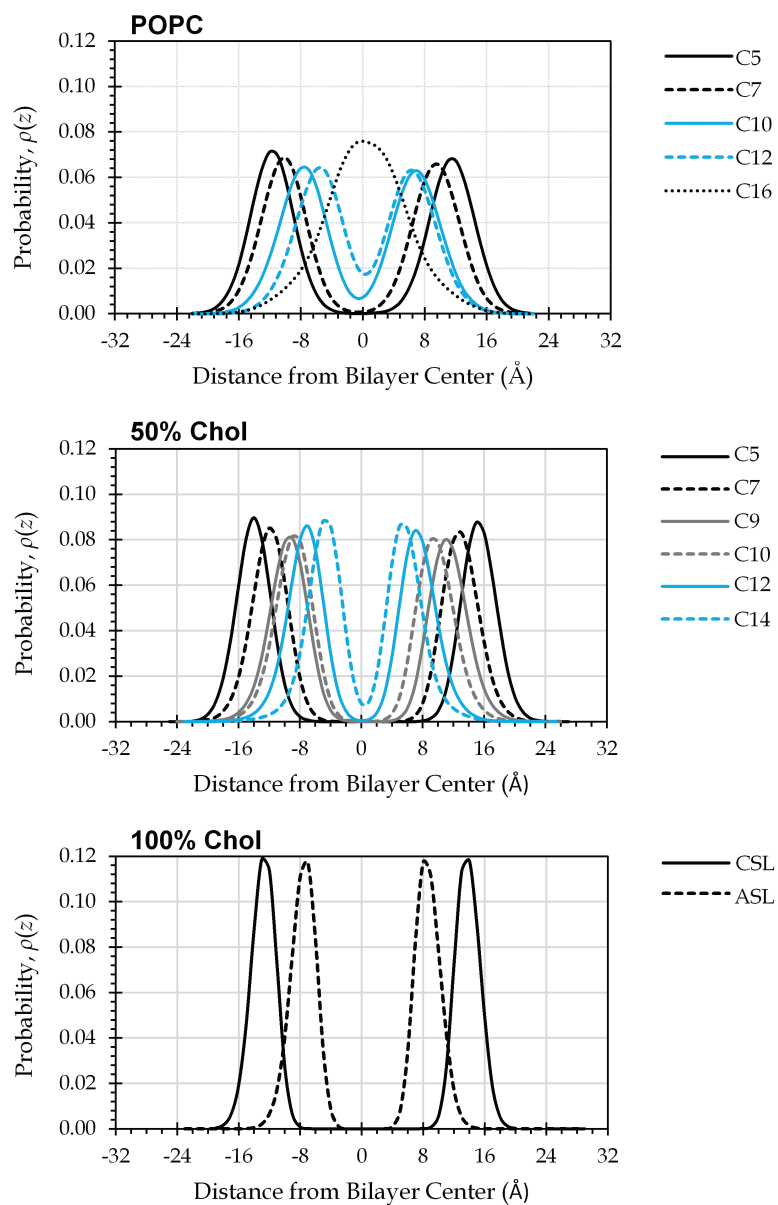 POPC
0.12
0.10
0.08
0.06
0.04
0.02
0.00
Probability, ρ(z)
-32 -24 -16 -8 0 8 16 24 32
Distance from Bilayer Center (Å)
C5
C7
C10
C12
C16
50% Chol
0.12
0.10
0.08
0.06
0.04
0.02
0.00
Probability, ρ(z)
-32 -24 -16 -8 0 8 16 24 32
Distance from Bilayer Center (Å)
C5
C7
C9
C10
C12
C14
100% Chol
0.12
0.10
0.08
0.06
0.04
0.02
0.00
Probability, ρ(z)
-32 -24 -16 -8 0 8 16 24 32
Distance from Bilayer Center (Å)
CSL
ASL